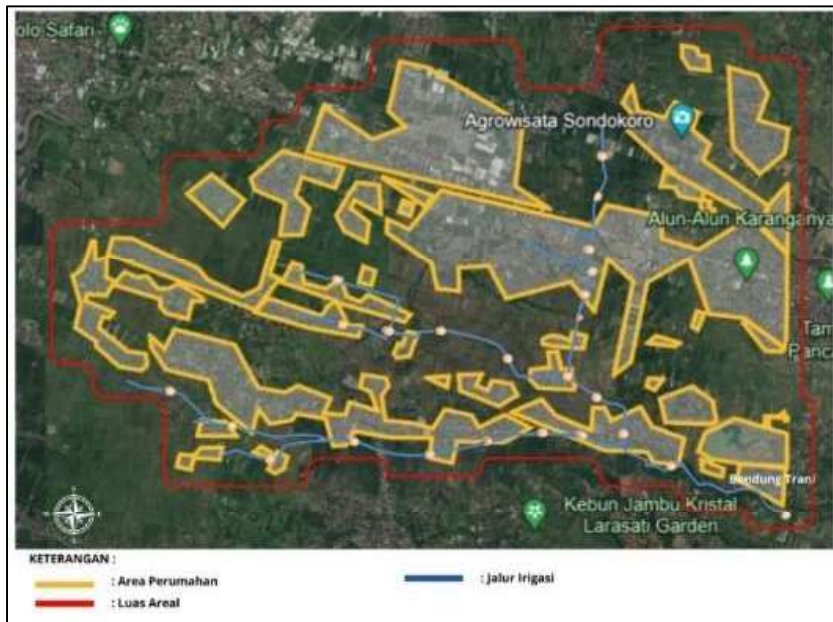 olo Safari
Agrowisata Sondokoro
Alun-Alun Karanganya
Tam
Panca
Bendung Trani
Kebun Jambu Kristal
Larasati Garden
KETERANGAN :
: Area Perumahan
: Jalur Irigasi
: Luas Areal